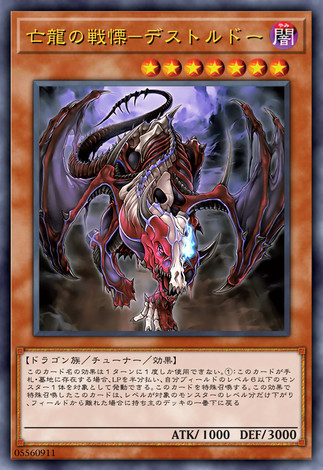 亡龍の戦慄-デストルドー
闇
やみ
【ドラゴン族/チューナー/効果】
このカード名の効果は1ターンに1度しか使用できない。①:このカードが手
札・墓地に存在する場合、LPを半分払い、自分フィールドのレベル6以下のモン
スター1体を対象として発動できる。このカードを特殊召喚する。この効果で
特殊召喚したこのカードは、レベルが対象のモンスターのレベル分だけ下がり
、フィールドから離れた場合に持ち主のデッキの一番下に戻る
ATK/1000 DEF/3000
05560911